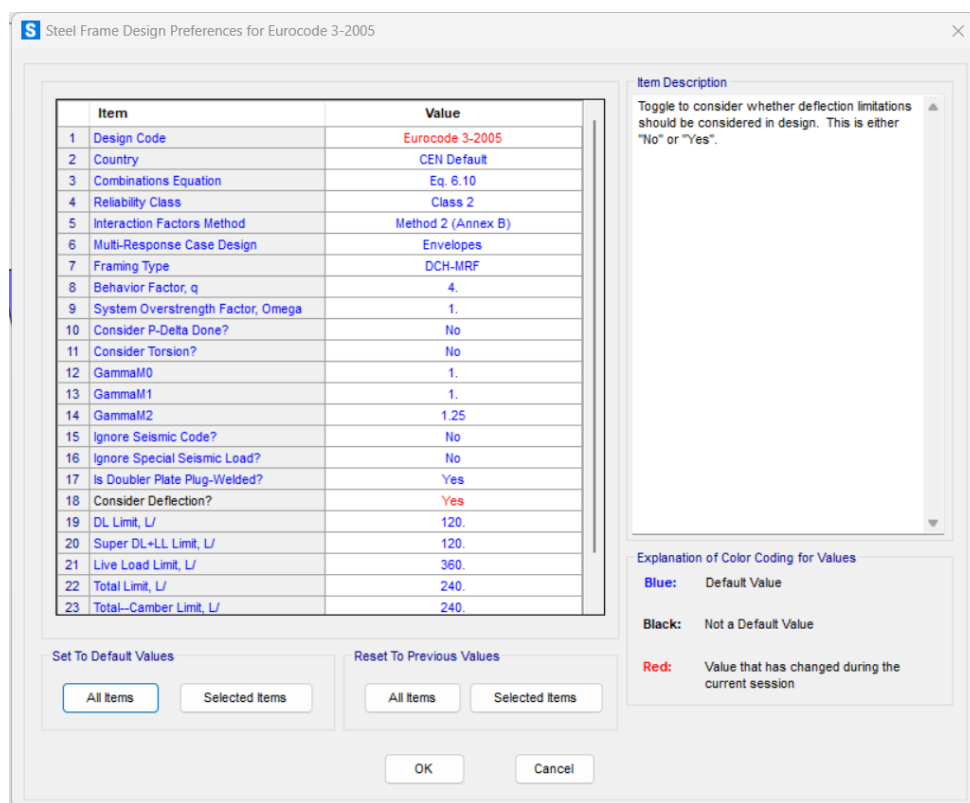 S Steel Frame Design Preferences for Eurocode 3-2005
Item Value
1 Design Code Eurocode 3-2005
2 Country CEN Default
3 Combinations Equation Eq. 6.10
4 Reliability Class Class 2
5 Interaction Factors Method Method 2 (Annex B)
6 Multi-Response Case Design Envelopes
7 Framing Type DCH-MRF
8 Behavior Factor, q 4.
9 System Overstrength Factor, Omega 1.
10 Consider P-Delta Done? No
11 Consider Torsion? No
12 GammaM0 1.
13 GammaM1 1.
14 GammaM2 1.25
15 Ignore Seismic Code? No
16 Ignore Special Seismic Load? No
17 Is Doubler Plate Plug-Welded? Yes
18 Consider Deflection? Yes
19 DL Limit, L/ 120.
20 Super DL+LL Limit, L/ 120.
21 Live Load Limit, L/ 360.
22 Total Limit, L/ 240.
23 Total--Camber Limit, L/ 240.
Item Description
Toggle to consider whether deflection limitations
should be considered in design. This is either
"No" or "Yes".
Explanation of Color Coding for Values
Blue: Default Value
Black: Not a Default Value
Red: Value that has changed during the
current session
Set To Default Values
All Items Selected Items
Reset To Previous Values
All Items Selected Items
OK Cancel